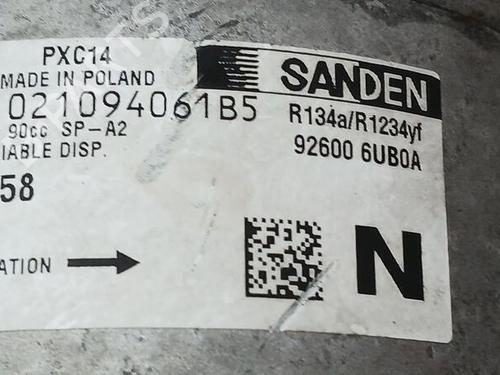 PXC14
MADE IN POLAND
021094061B5
90cc SP-A2
IABLE DISP.
58
ATION
SANDEN
R134a/R1234yf
92600 6UB0A
N